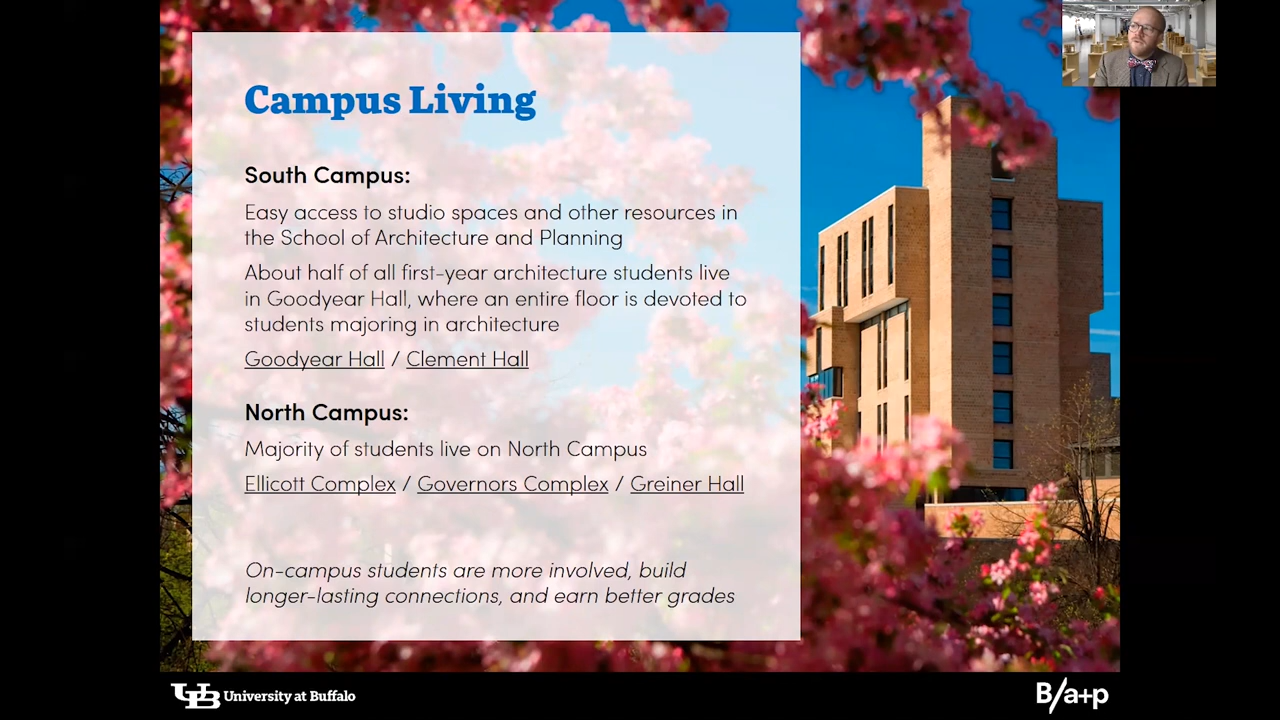 Campus Living
South Campus:
Easy access to studio spaces and other resources in
the School of Architecture and Planning
About half of all first-year architecture students live
in Goodyear Hall, where an entire floor is devoted to
students majoring in architecture
Goodyear Hall / Clement Hall
North Campus:
Majority of students live on North Campus
Ellicott Complex / Governors Complex / Greiner Hall
On-campus students are more involved, build
longer-lasting connections, and earn better grades
UB University at Buffalo
B/a+p